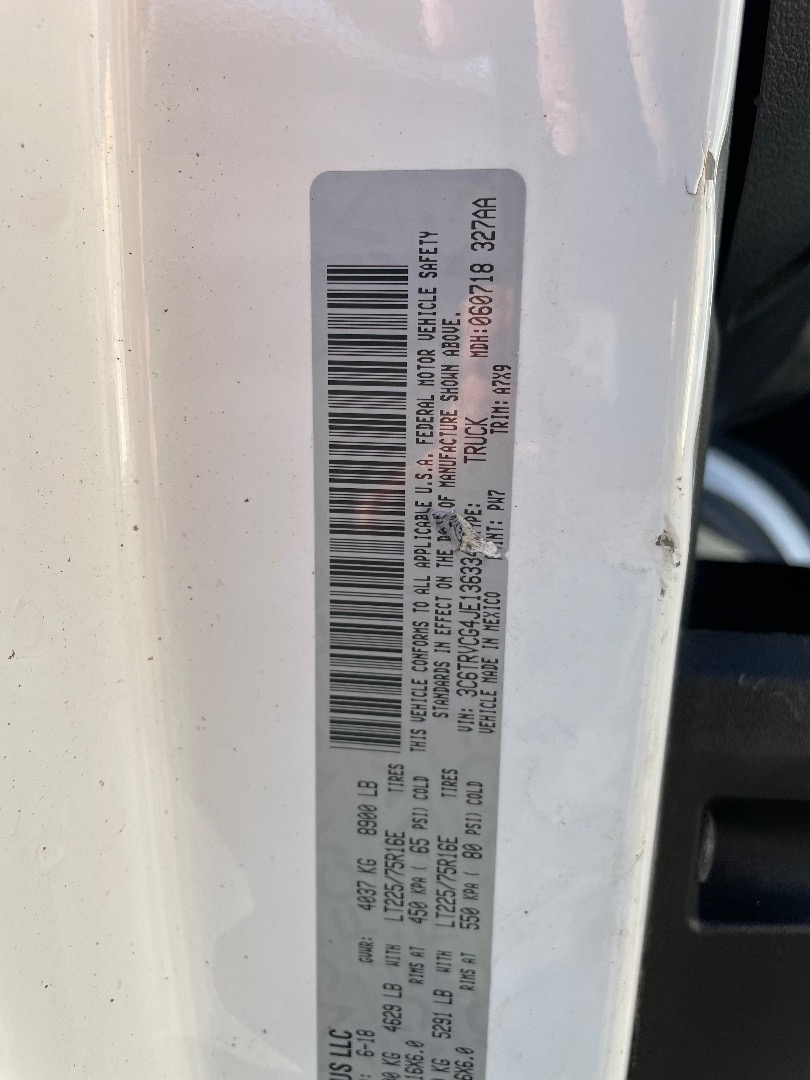 US LLC
: 6-18 GVWR: 4037 KG 8900 LB
KG 4629 LB WITH LT225/75R16E TIRES
16X6.0 RIMS AT 450 KPA ( 65 PSI) COLD
KG 5291 LB WITH LT225/75R16E TIRES
6X6.0 RIMS AT 550 KPA ( 80 PSI) COLD
THIS VEHICLE CONFORMS TO ALL APPLICABLE U.S.A. FEDERAL MOTOR VEHICLE SAFETY
STANDARDS IN EFFECT ON THE OF MANUFACTURE SHOWN ABOVE.
VIN: 3C6TRVCG4JE13633 TRUCK MDH:060718 327AA
VEHICLE MADE IN MEXICO PW7 TRIM: A7X9